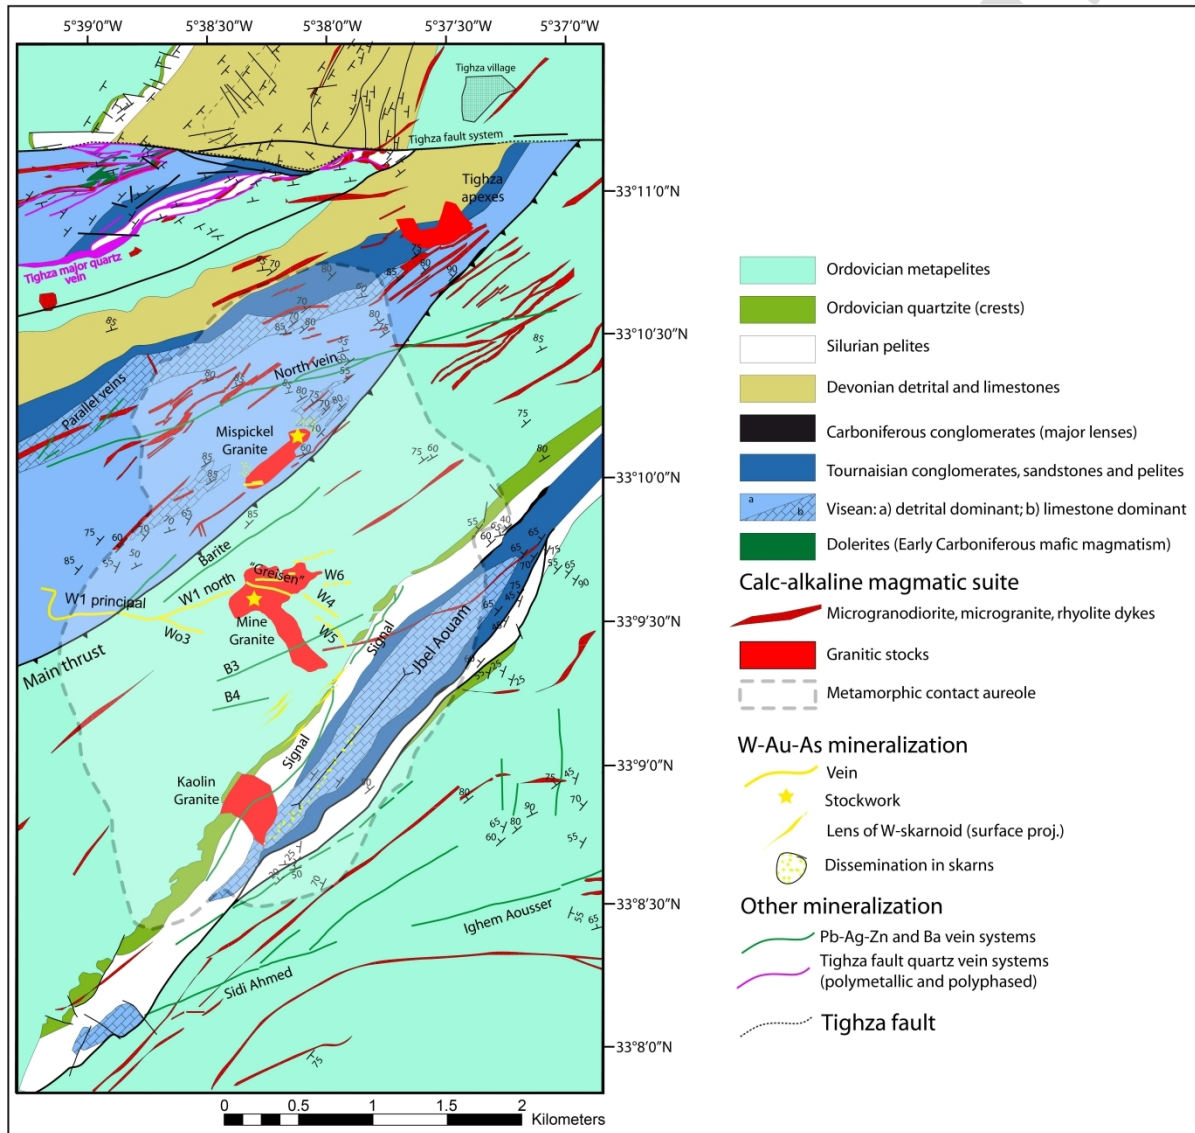 5°39'0"W 5°38'30"W 5°38'0"W 5°37'30"W 5°37'0"W
Tighza village
Tighza fault system
33°11'0"N
Tighza
apexes
Tighza major quartz
vein
33°10'30"N
North vein
Parallel veins
Mispickel
Granite
33°10'0"N
Barite
"Greisen"
W6
W1 north
W1 principal
W4
Wo3
Mine
Granite
W5
33°9'30"N
Main thrust
B3
B4
Signal
Jbel Aouam
Signal
33°9'0"N
Kaolin
Granite
33°8'30"N
Ighem Aousser
Sidi Ahmed
33°8'0"N
0 0.5 1 2
Kilometers
Ordovician metapelites
Ordovician quartzite (crests)
Silurian pelites
Devonian detrital and limestones
Carboniferous conglomerates (major lenses)
Tournaisian conglomerates, sandstones and pelites
a
b
Visean: a) detrital dominant; b) limestone dominant
Dolerites (Early Carboniferous mafic magmatism)
Calc-alkaline magmatic suite
Microgranodiorite, microgranite, rhyolite dykes
Granitic stocks
Metamorphic contact aureole
W-Au-As mineralization
Vein
Stockwork
Lens of W-skarnoid (surface proj.)
Dissemination in skarns
Other mineralization
Pb-Ag-Zn and Ba vein systems
Tighza fault quartz vein systems
(polymetallic and polyphased)
Tighza fault